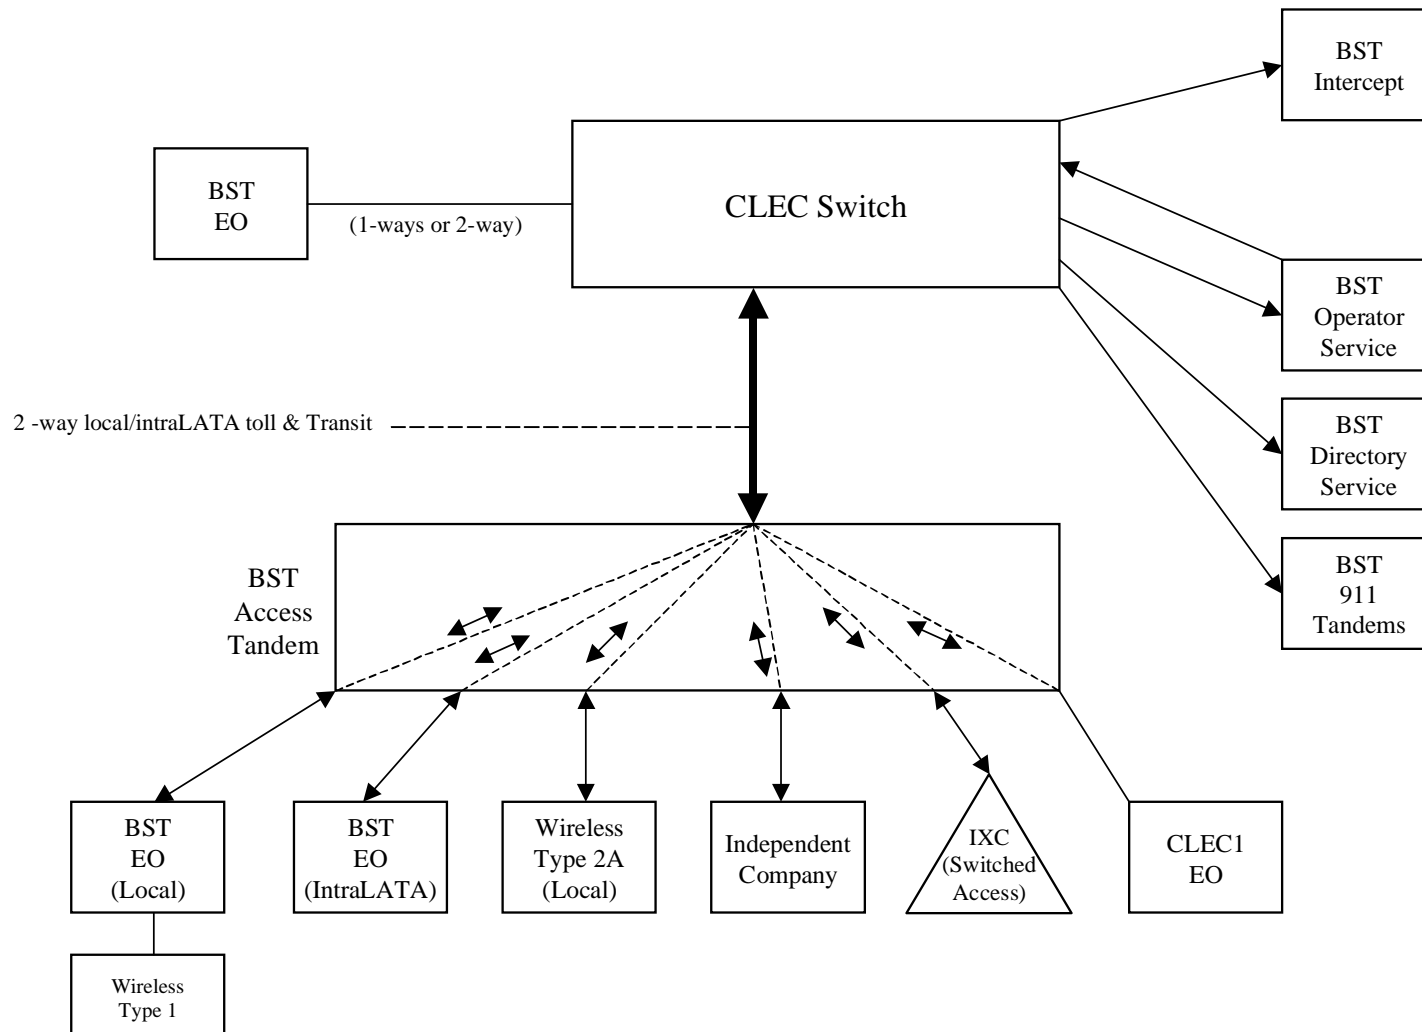 BST
Intercept
BST
EO
(1-ways or 2-way)
CLEC Switch
BST
Operator
Service
2 -way local/intraLATA toll & Transit
BST
Directory
Service
BST
911
Tandems
BST
Access
Tandem
BST
EO
(Local)
BST
EO
(IntraLATA)
Wireless
Type 2A
(Local)
Independent
Company
IXC
(Switched
Access)
CLEC1
EO
Wireless
Type 1